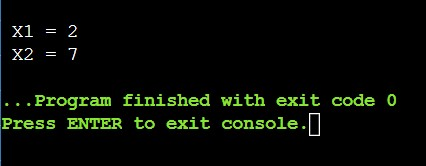 X1 = 2
X2 = 7
...Program finished with exit code 0
Press ENTER to exit console.